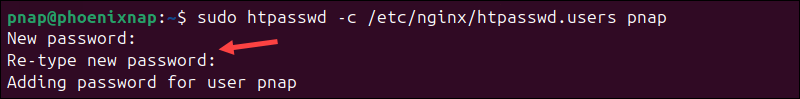 pnap@phoenixnap:~$ sudo htpasswd -c /etc/nginx/htpasswd.users pnap
New password:
Re-type new password:
Adding password for user pnap